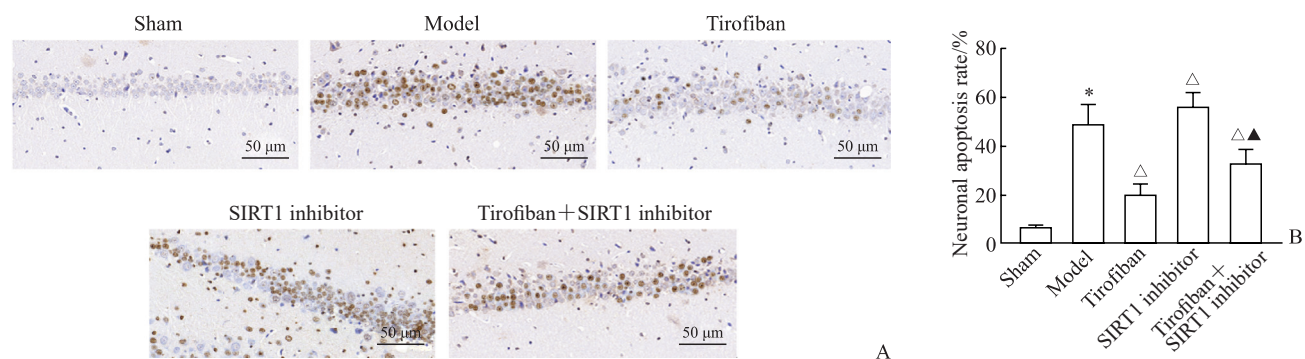 Sham
Model
Tirofiban
50 μm
50 μm
50 μm
SIRT1 inhibitor
Tirofiban＋SIRT1 inhibitor
50 μm
50 μm
A
Neuronal apoptosis rate/%
80
60
40
20
0
*
△
△
△▲
Sham
Model
Tirofiban
SIRT1 inhibitor
Tirofiban＋
SIRT1 inhibitor
B